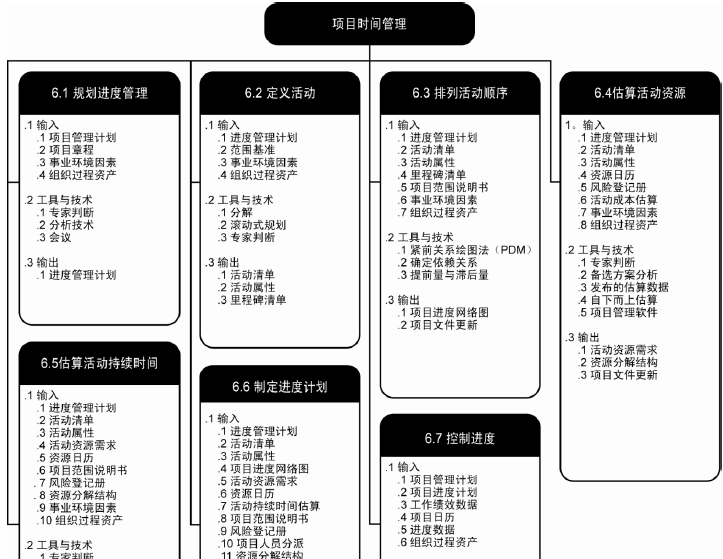 项目时间管理
6.1 规划进度管理
.1 输入
.1 项目管理计划
.2 项目章程
.3 事业环境因素
.4 组织过程资产
.2 工具与技术
.1 专家判断
.2 分析技术
.3 会议
.3 输出
.1 进度管理计划
6.2 定义活动
.1 输入
.1 进度管理计划
.2 范围基准
.3 事业环境因素
.4 组织过程资产
.2 工具与技术
.1 分解
.2 滚动式规划
.3 专家判断
.3 输出
.1 活动清单
.2 活动属性
.3 里程碑清单
6.3 排列活动顺序
.1 输入
.1 进度管理计划
.2 活动清单
.3 活动属性
.4 里程碑清单
.5 项目范围说明书
.6 事业环境因素
.7 组织过程资产
.2 工具与技术
.1 紧前关系绘图法（PDM）
.2 确定依赖关系
.3 提前量与滞后量
.3 输出
.1 项目进度网络图
.2 项目文件更新
6.4估算活动资源
1。输入
.1 进度管理计划
.2 活动清单
.3 活动属性
.4 资源日历
.5 风险登记册
.6 活动成本估算
.7 事业环境因素
.8 组织过程资产
.2 工具与技术
.1 专家判断
.2 备选方案分析
.3 发布的估算数据
.4 自下而上估算
.5 项目管理软件
.3 输出
.1 活动资源需求
.2 资源分解结构
.3 项目文件更新
6.5估算活动持续时间
.1 输入
.1 进度管理计划
.2 活动清单
.3 活动属性
.4 活动资源需求
.5 资源日历
.6 项目范围说明书
.7 风险登记册
.8 资源分解结构
.9 事业环境因素
.10 组织过程资产
.2 工具与技术
.1 专家判断
6.6 制定进度计划
.1 输入
.1 进度管理计划
.2 活动清单
.3 活动属性
.4 项目进度网络图
.5 活动资源需求
.6 资源日历
.7 活动持续时间估算
.8 项目范围说明书
.9 风险登记册
.10 项目人员分派
.11 资源分解结构
6.7 控制进度
.1 输入
.1 项目管理计划
.2 项目进度计划
.3 工作绩效数据
.4 项目日历
.5 进度数据
.6 组织过程资产